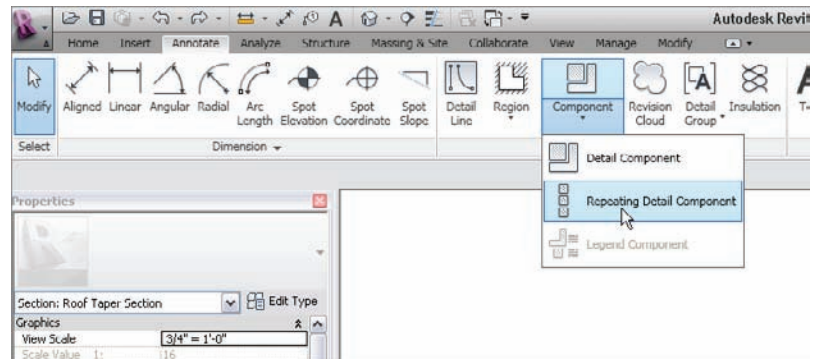 Autodesk Revit
Home Insert Annotate Analyze Structure Massing & Site Collaborate View Manage Modify
Modify Aligned Linear Angular Radial Arc Length Spot Elevation Spot Coordinate Spot Slope Detail Line Region Component Revision Cloud Detail Group Insulation
Select Dimension
Detail Component
Repeating Detail Component
Legend Component
Properties
Section: Roof Taper Section Edit Type
Graphics
View Scale 3/4" = 1'-0"
Scale Value 1: 16